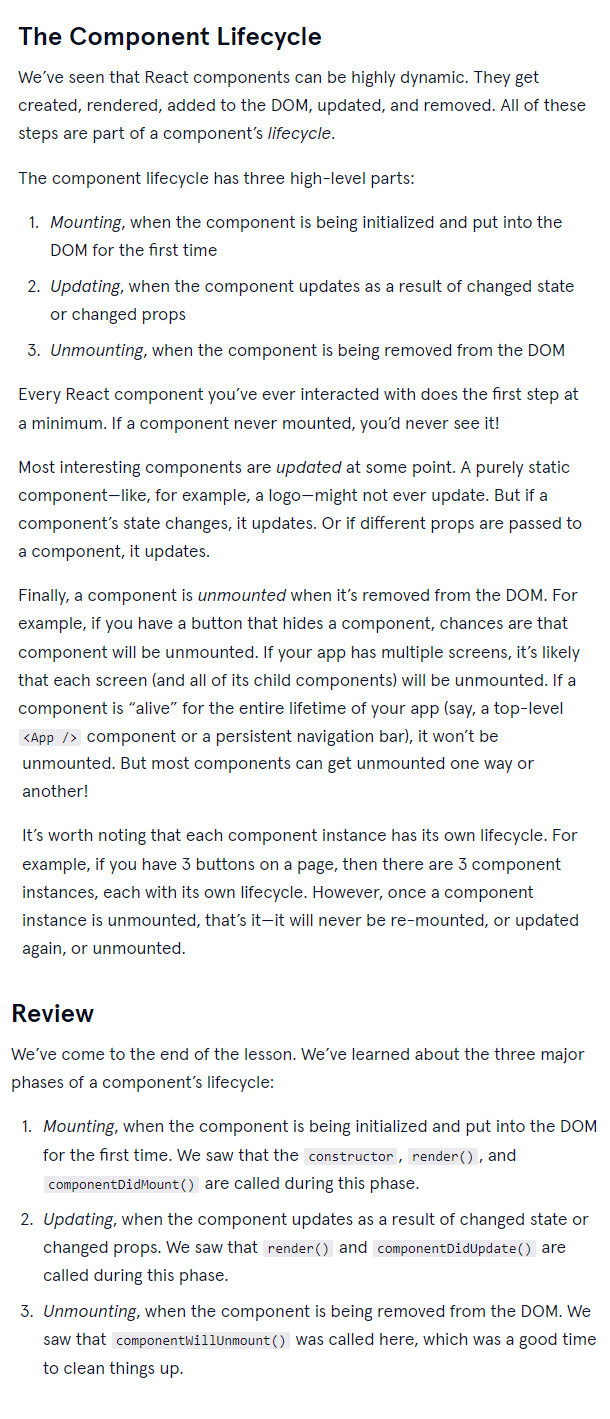 The Component Lifecycle
We’ve seen that React components can be highly dynamic. They get
created, rendered, added to the DOM, updated, and removed. All of these
steps are part of a component’s lifecycle.
The component lifecycle has three high-level parts:
1. Mounting, when the component is being initialized and put into the
DOM for the first time
2. Updating, when the component updates as a result of changed state
or changed props
3. Unmounting, when the component is being removed from the DOM
Every React component you’ve ever interacted with does the first step at
a minimum. If a component never mounted, you’d never see it!
Most interesting components are updated at some point. A purely static
component—like, for example, a logo—might not ever update. But if a
component’s state changes, it updates. Or if different props are passed to
a component, it updates.
Finally, a component is unmounted when it’s removed from the DOM. For
example, if you have a button that hides a component, chances are that
component will be unmounted. If your app has multiple screens, it’s likely
that each screen (and all of its child components) will be unmounted. If a
component is “alive” for the entire lifetime of your app (say, a top-level
<App /> component or a persistent navigation bar), it won’t be
unmounted. But most components can get unmounted one way or
another!
It’s worth noting that each component instance has its own lifecycle. For
example, if you have 3 buttons on a page, then there are 3 component
instances, each with its own lifecycle. However, once a component
instance is unmounted, that’s it—it will never be re-mounted, or updated
again, or unmounted.
Review
We’ve come to the end of the lesson. We’ve learned about the three major
phases of a component’s lifecycle:
1. Mounting, when the component is being initialized and put into the DOM
for the first time. We saw that the constructor, render(), and
componentDidMount() are called during this phase.
2. Updating, when the component updates as a result of changed state or
changed props. We saw that render() and componentDidUpdate() are
called during this phase.
3. Unmounting, when the component is being removed from the DOM. We
saw that componentWillUnmount() was called here, which was a good time
to clean things up.